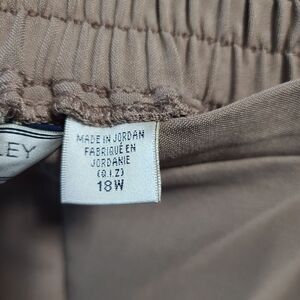 LEY
MADE IN JORDAN
FABRIQUÉ EN
JORDANIE
(Q.I.Z)
18W